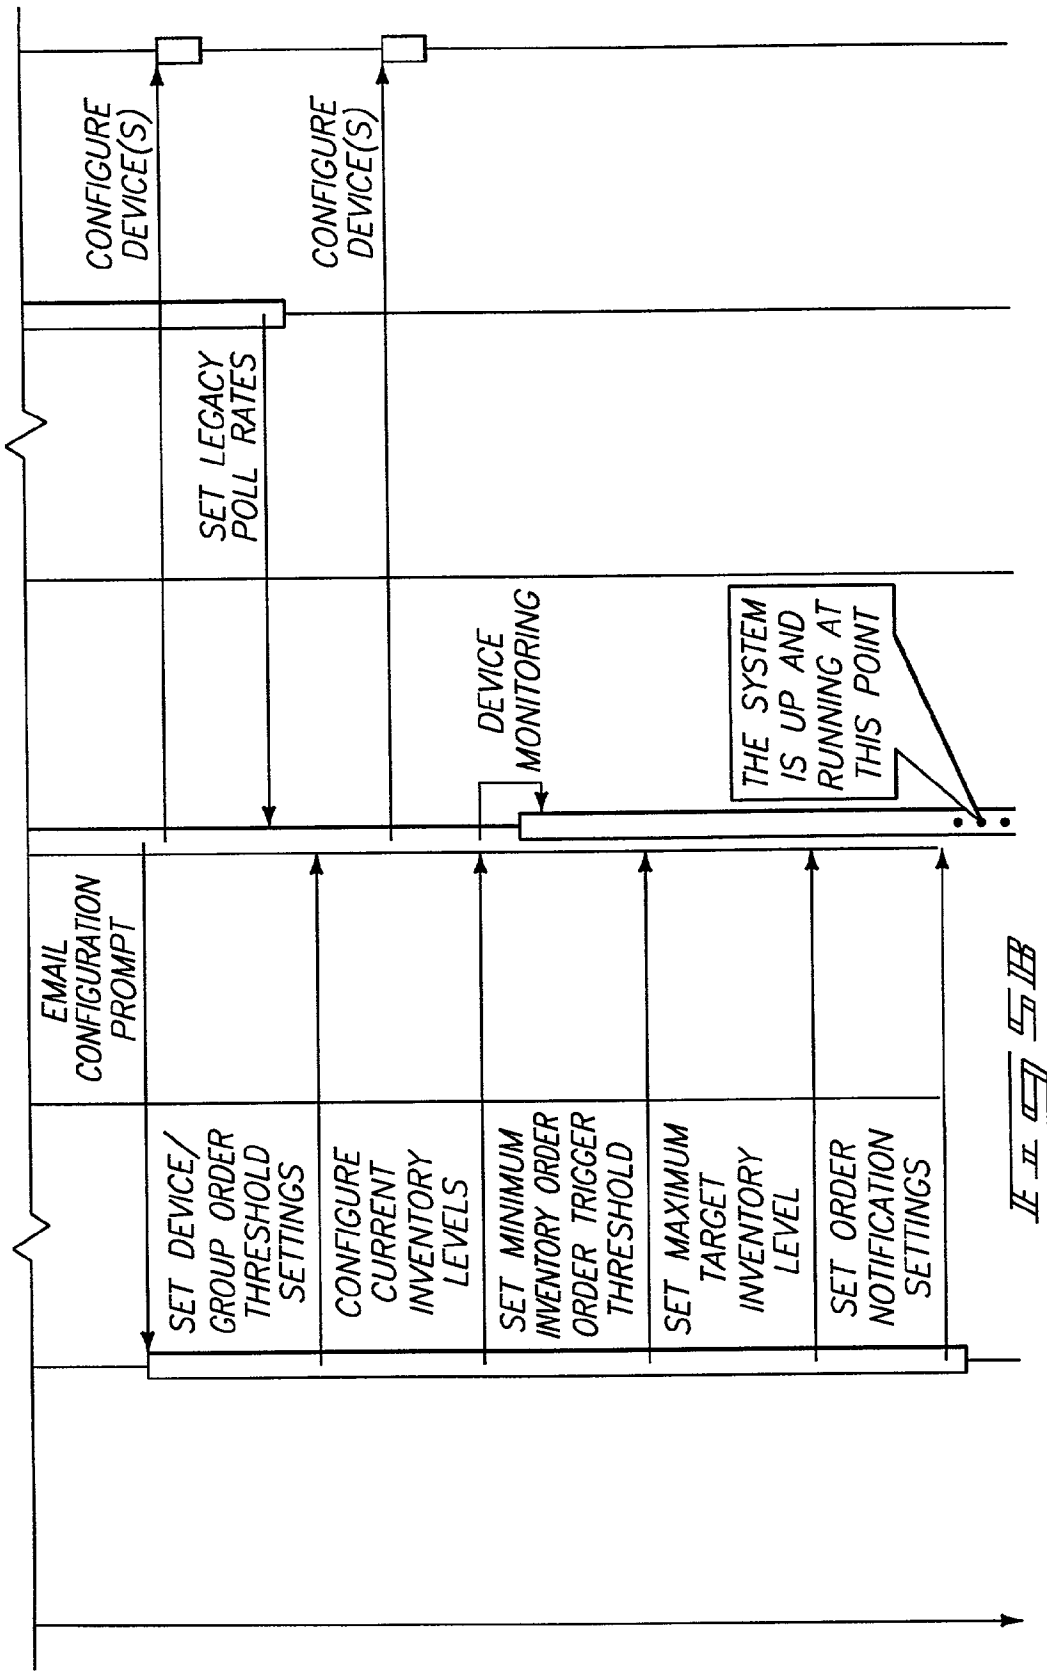 EMAIL
CONFIGURATION
PROMPT
SET DEVICE/
GROUP ORDER
THRESHOLD
SETTINGS
CONFIGURE
CURRENT
INVENTORY
LEVELS
SET MINIMUM
INVENTORY ORDER
ORDER TRIGGER
THRESHOLD
SET MAXIMUM
TARGET
INVENTORY
LEVEL
SET ORDER
NOTIFICATION
SETTINGS
DEVICE
MONITORING
THE SYSTEM
IS UP AND
RUNNING AT
THIS POINT
SET LEGACY
POLL RATES
CONFIGURE
DEVICE(S)
CONFIGURE
DEVICE(S)
FIG 5B